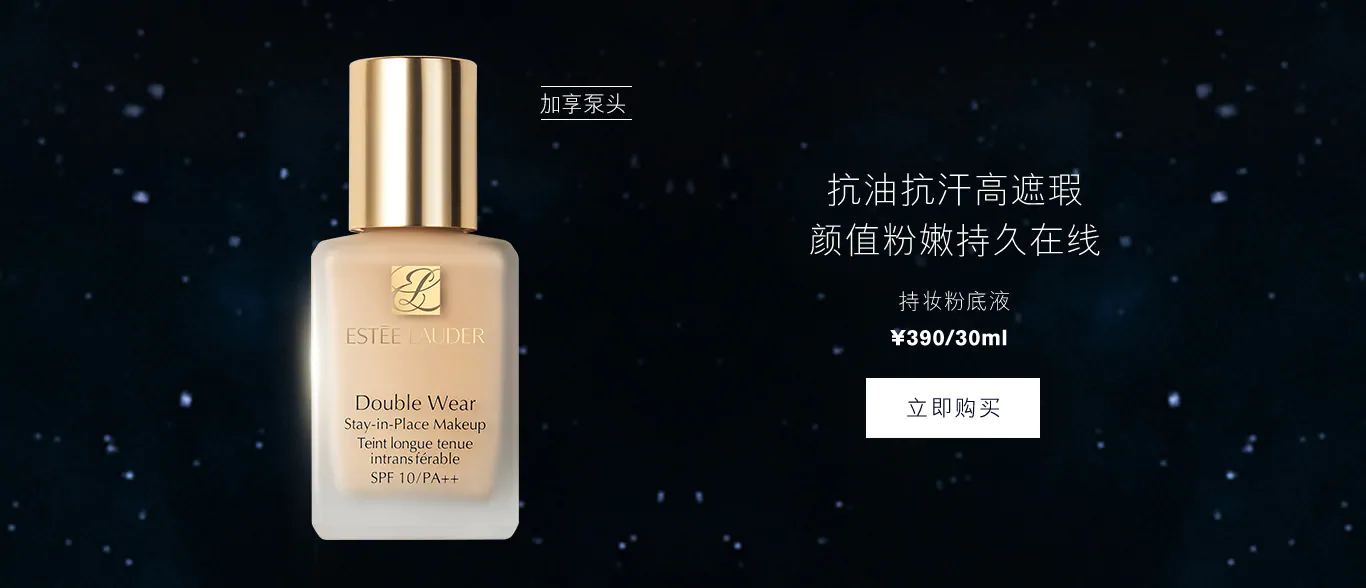 加享泵头
ESTĒE LAUDER
Double Wear
Stay-in-Place Makeup
Teint longue tenue
intransférable
SPF 10/PA++
抗油抗汗高遮瑕
颜值粉嫩持久在线
持妆粉底液
¥390/30ml
立即购买